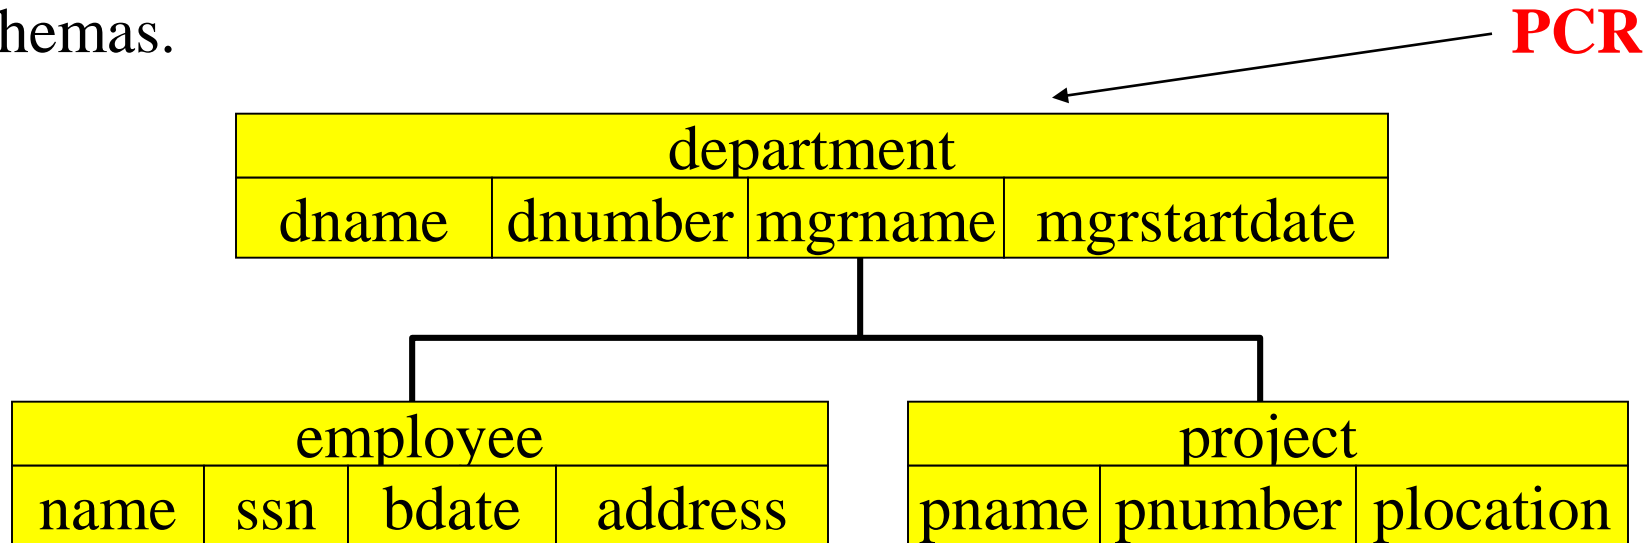 hemas. PCR
department
dname dnumber mgrname mgrstartdate
employee project
name ssn bdate address pname pnumber plocation